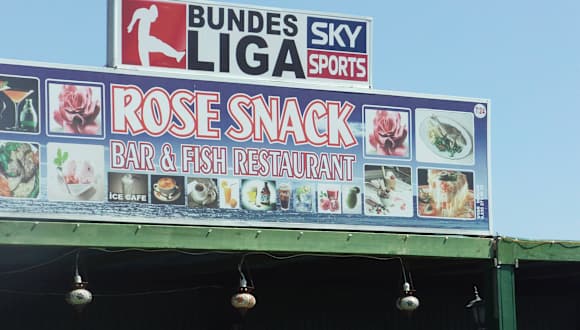 BUNDES
LIGA
SKY
SPORTS
ROSE SNACK
BAR & FISH RESTAURANT
ICE CAFE